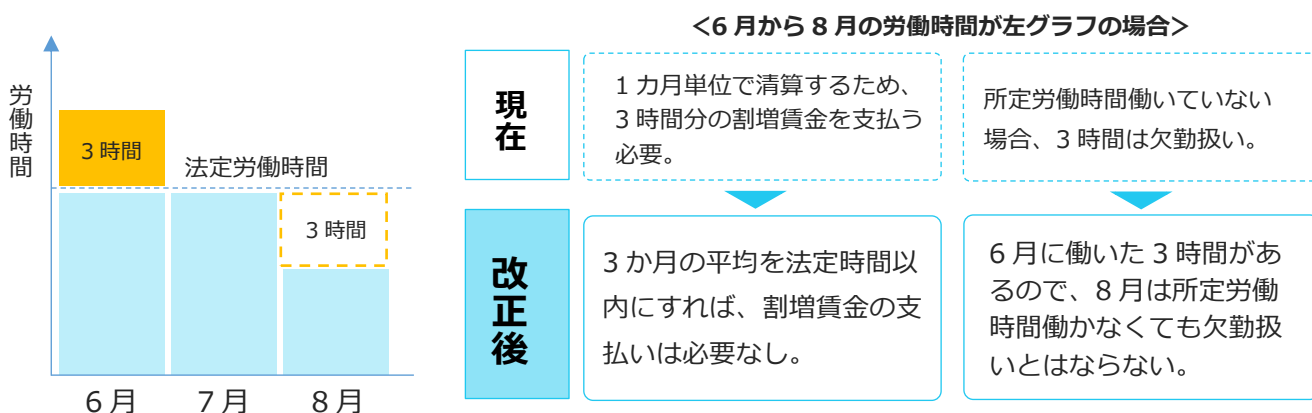 <6 月から 8 月の労働時間が左グラフの場合>
労働時間
3 時間
法定労働時間
3 時間
6 月
7 月
8 月
現在
1 カ月単位で清算するため、
3 時間分の割増賃金を支払う
必要。
所定労働時間働いていない
場合、3 時間は欠勤扱い。
改正後
3 か月の平均を法定時間以
内にすれば、割増賃金の支
払いは必要なし。
6 月に働いた 3 時間があ
るので、8 月は所定労働
時間働かなくても欠勤扱
いとはならない。